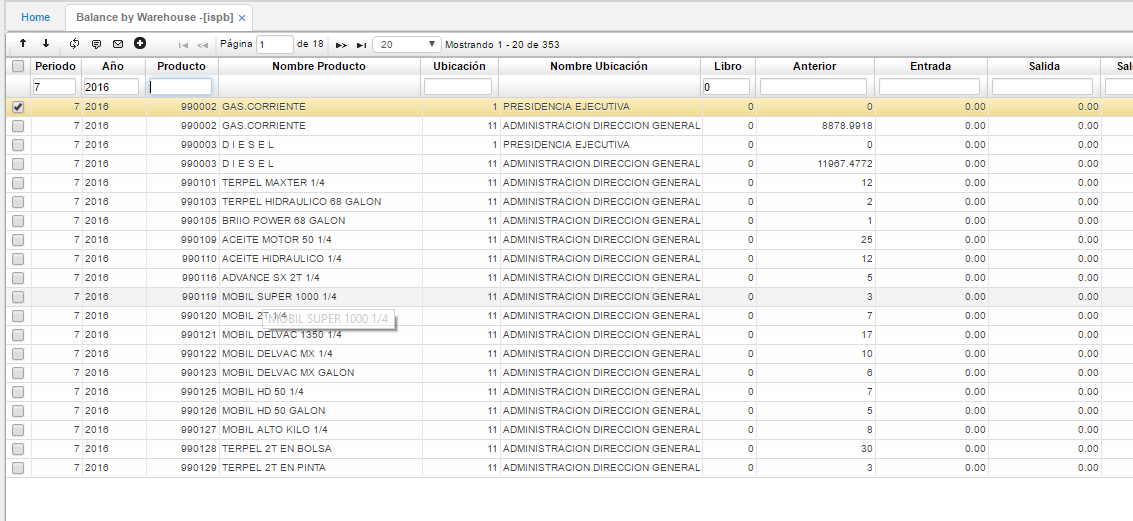 Home Balance by Warehouse -[ispb] ×
Página 1 de 18 20 Mostrando 1 - 20 de 353
Periodo Año Producto Nombre Producto Ubicación Nombre Ubicación Libro Anterior Entrada Salida
7 2016 0
7 2016 990002 GAS.CORRIENTE 1 PRESIDENCIA EJECUTIVA 0 0 0.00 0.00
7 2016 990002 GAS.CORRIENTE 11 ADMINISTRACION DIRECCION GENERAL 0 8878.9918 0.00 0.00
7 2016 990003 D I E S E L 1 PRESIDENCIA EJECUTIVA 0 0 0.00 0.00
7 2016 990003 D I E S E L 11 ADMINISTRACION DIRECCION GENERAL 0 11967.4772 0.00 0.00
7 2016 990101 TERPEL MAXTER 1/4 11 ADMINISTRACION DIRECCION GENERAL 0 12 0.00 0.00
7 2016 990103 TERPEL HIDRAULICO 68 GALON 11 ADMINISTRACION DIRECCION GENERAL 0 2 0.00 0.00
7 2016 990105 BRIIO POWER 68 GALON 11 ADMINISTRACION DIRECCION GENERAL 0 1 0.00 0.00
7 2016 990109 ACEITE MOTOR 50 1/4 11 ADMINISTRACION DIRECCION GENERAL 0 25 0.00 0.00
7 2016 990110 ACEITE HIDRAULICO 1/4 11 ADMINISTRACION DIRECCION GENERAL 0 12 0.00 0.00
7 2016 990116 ADVANCE SX 2T 1/4 11 ADMINISTRACION DIRECCION GENERAL 0 5 0.00 0.00
7 2016 990119 MOBIL SUPER 1000 1/4 11 ADMINISTRACION DIRECCION GENERAL 0 3 0.00 0.00
7 2016 990120 MOBIL 2T 1/4 11 ADMINISTRACION DIRECCION GENERAL 0 7 0.00 0.00
MOBIL SUPER 1000 1/4
7 2016 990121 MOBIL DELVAC 1350 1/4 11 ADMINISTRACION DIRECCION GENERAL 0 17 0.00 0.00
7 2016 990122 MOBIL DELVAC MX 1/4 11 ADMINISTRACION DIRECCION GENERAL 0 10 0.00 0.00
7 2016 990123 MOBIL DELVAC MX GALON 11 ADMINISTRACION DIRECCION GENERAL 0 6 0.00 0.00
7 2016 990125 MOBIL HD 50 1/4 11 ADMINISTRACION DIRECCION GENERAL 0 7 0.00 0.00
7 2016 990126 MOBIL HD 50 GALON 11 ADMINISTRACION DIRECCION GENERAL 0 5 0.00 0.00
7 2016 990127 MOBIL ALTO KILO 1/4 11 ADMINISTRACION DIRECCION GENERAL 0 8 0.00 0.00
7 2016 990128 TERPEL 2T EN BOLSA 11 ADMINISTRACION DIRECCION GENERAL 0 30 0.00 0.00
7 2016 990129 TERPEL 2T EN PINTA 11 ADMINISTRACION DIRECCION GENERAL 0 3 0.00 0.00